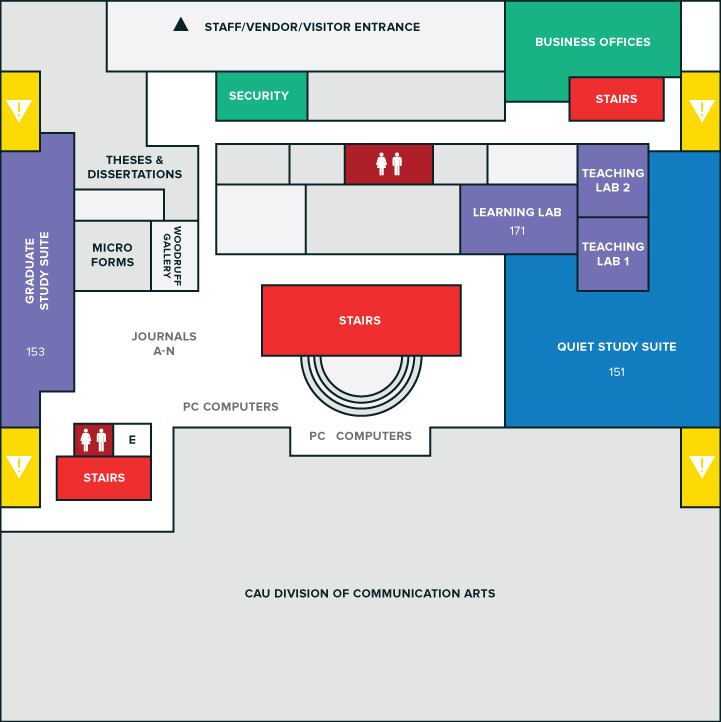 STAFF/VENDOR/VISITOR ENTRANCE
BUSINESS OFFICES
SECURITY
STAIRS
!
!
THESES &
DISSERTATIONS
TEACHING
LAB 2
LEARNING LAB
171
TEACHING
LAB 1
MICRO
FORMS
WOODRUFF
GALLERY
GRADUATE
STUDY SUITE
153
STAIRS
JOURNALS
A-N
QUIET STUDY SUITE
151
PC COMPUTERS
PC COMPUTERS
E
STAIRS
!
!
CAU DIVISION OF COMMUNICATION ARTS